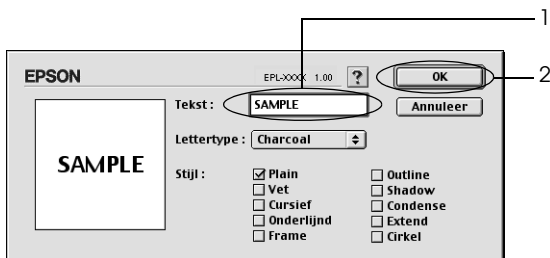 1
EPSON EPL-XXXX 1.00 ? OK 2
Tekst : SAMPLE Annuleer
Lettertype : Charcoal
SAMPLE
Stijl : Plain Outline
Vet Shadow
Cursief Condense
Onderlijnd Extend
Frame Cirkel